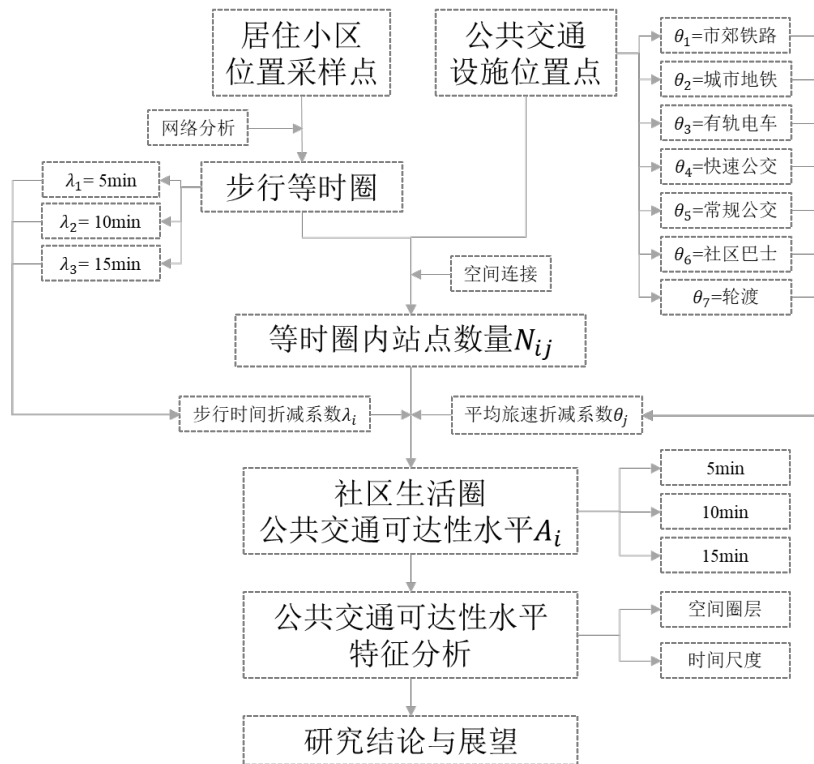 居住小区
位置采样点
公共交通
设施位置点
θ₁=市郊铁路
θ₂=城市地铁
θ₃=有轨电车
θ₄=快速公交
θ₅=常规公交
θ₆=社区巴士
θ₇=轮渡
网络分析
步行等时圈
λ₁= 5min
λ₂= 10min
λ₃= 15min
空间连接
等时圈内站点数量Nᵢⱼ
步行时间折减系数λᵢ
平均旅速折减系数θⱼ
社区生活圈
公共交通可达性水平Aᵢ
5min
10min
15min
公共交通可达性水平
特征分析
空间圈层
时间尺度
研究结论与展望